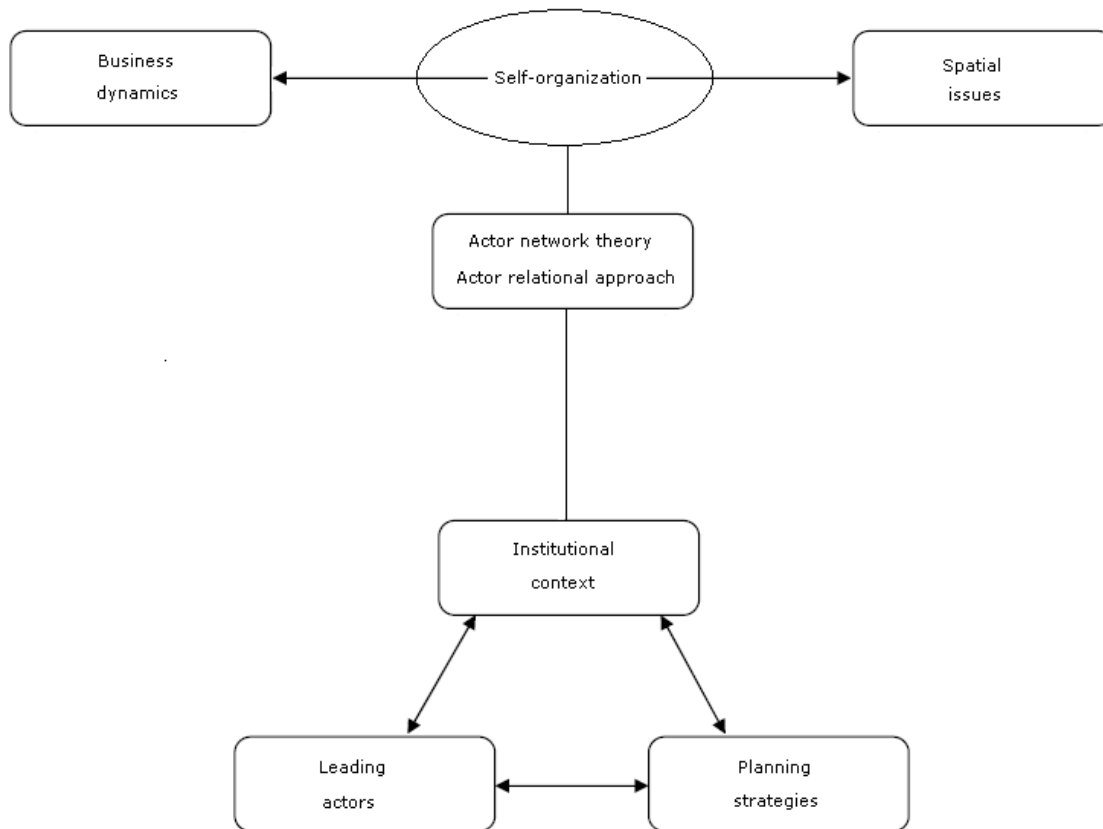 Business
dynamics
Self-organization
Spatial
issues
Actor network theory
Actor relational approach
Institutional
context
Leading
actors
Planning
strategies